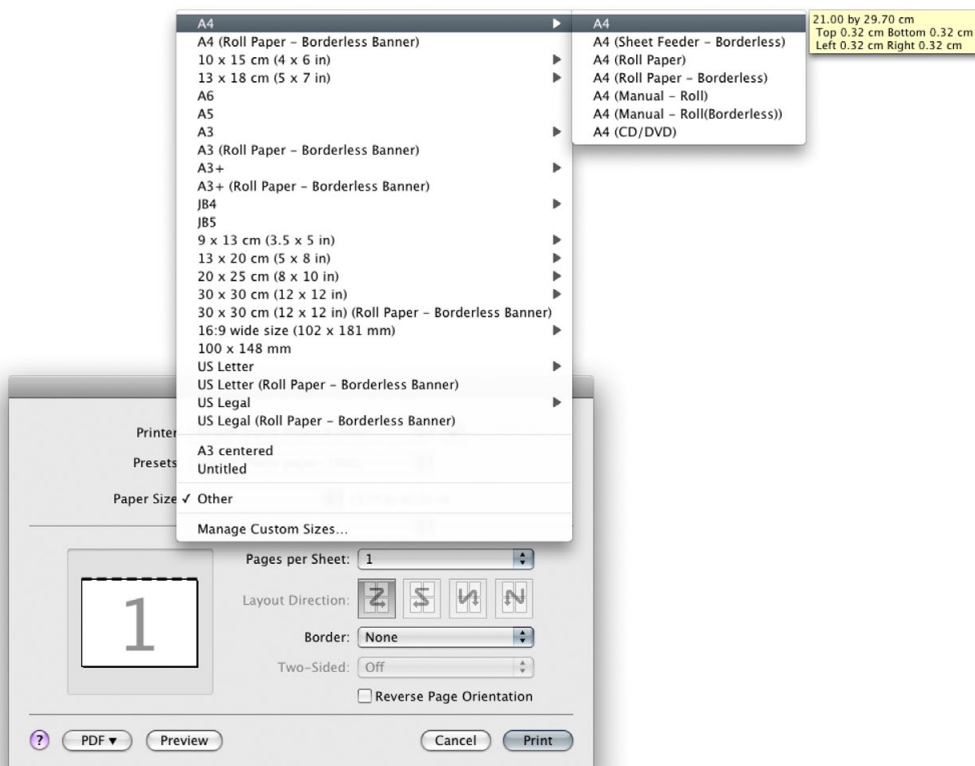 A4
A4 (Roll Paper – Borderless Banner)
10 x 15 cm (4 x 6 in)
13 x 18 cm (5 x 7 in)
A6
A5
A3
A3 (Roll Paper – Borderless Banner)
A3+
A3+ (Roll Paper – Borderless Banner)
JB4
JB5
9 x 13 cm (3.5 x 5 in)
13 x 20 cm (5 x 8 in)
20 x 25 cm (8 x 10 in)
30 x 30 cm (12 x 12 in)
30 x 30 cm (12 x 12 in) (Roll Paper – Borderless Banner)
16:9 wide size (102 x 181 mm)
100 x 148 mm
US Letter
US Letter (Roll Paper – Borderless Banner)
US Legal
US Legal (Roll Paper – Borderless Banner)
A3 centered
Untitled
✓ Other
Manage Custom Sizes...
A4
A4 (Sheet Feeder – Borderless)
A4 (Roll Paper)
A4 (Roll Paper – Borderless)
A4 (Manual – Roll)
A4 (Manual – Roll(Borderless))
A4 (CD/DVD)
21.00 by 29.70 cm
Top 0.32 cm Bottom 0.32 cm
Left 0.32 cm Right 0.32 cm
Printer
Presets
Paper Size
Pages per Sheet: 1
Layout Direction:
Border: None
Two-Sided: Off
Reverse Page Orientation
1
? PDF ▼ Preview Cancel Print